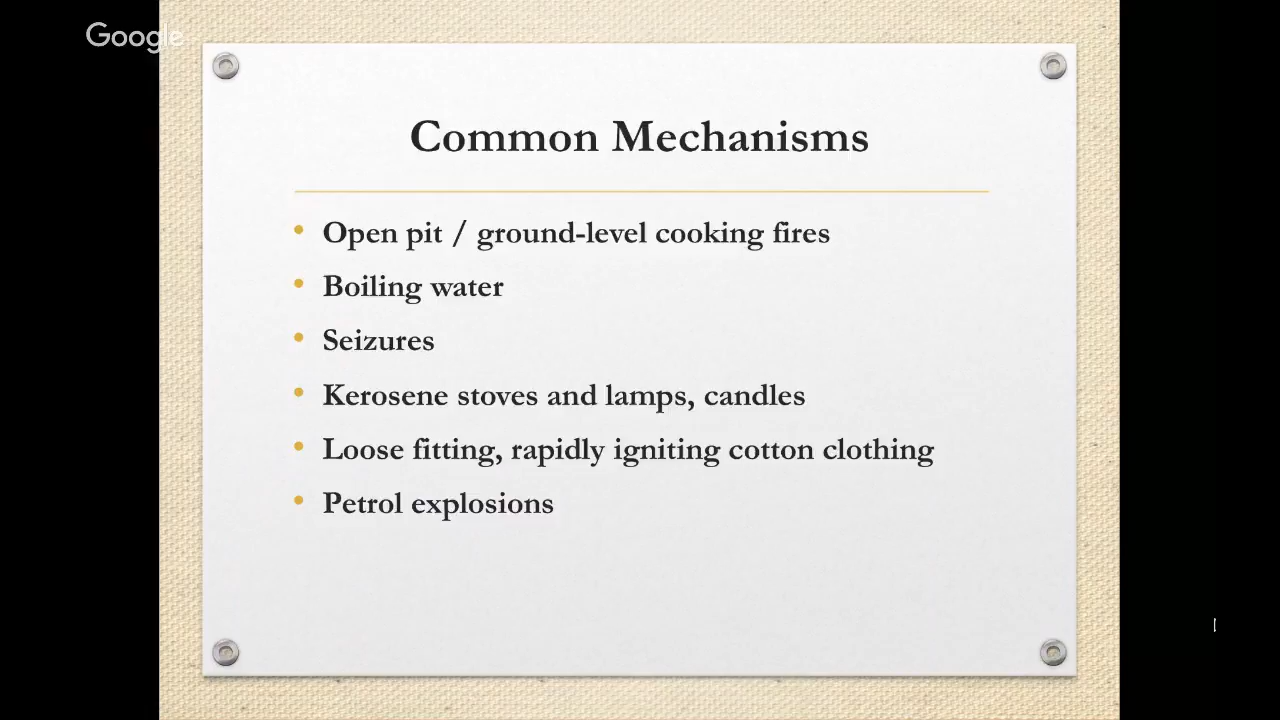 Google
Common Mechanisms
• Open pit / ground-level cooking fires
• Boiling water
• Seizures
• Kerosene stoves and lamps, candles
• Loose fitting, rapidly igniting cotton clothing
• Petrol explosions